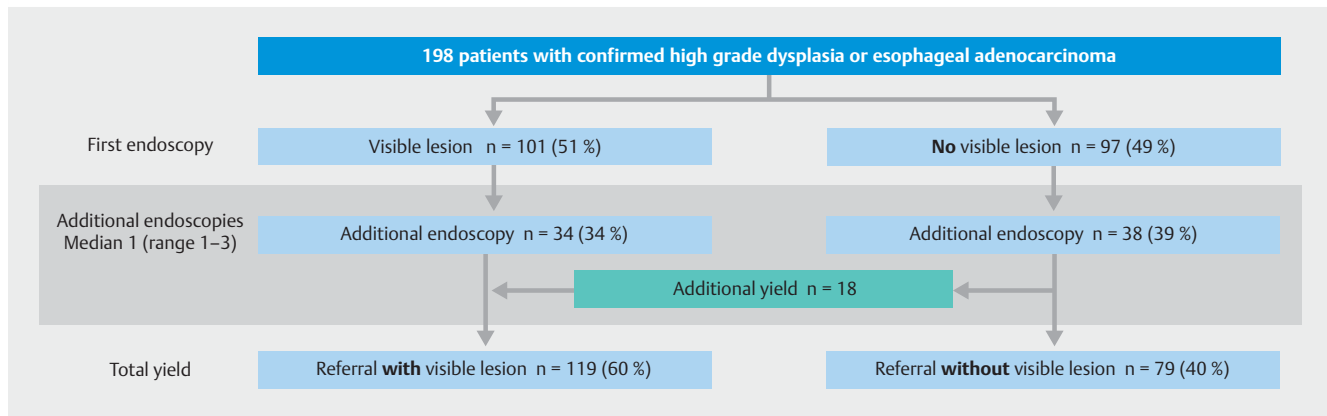 198 patients with confirmed high grade dysplasia or esophageal adenocarcinoma
First endoscopy
Visible lesion n = 101 (51 %)
No visible lesion n = 97 (49 %)
Additional endoscopies
Median 1 (range 1–3)
Additional endoscopy n = 34 (34 %)
Additional endoscopy n = 38 (39 %)
Additional yield n = 18
Total yield
Referral with visible lesion n = 119 (60 %)
Referral without visible lesion n = 79 (40 %)